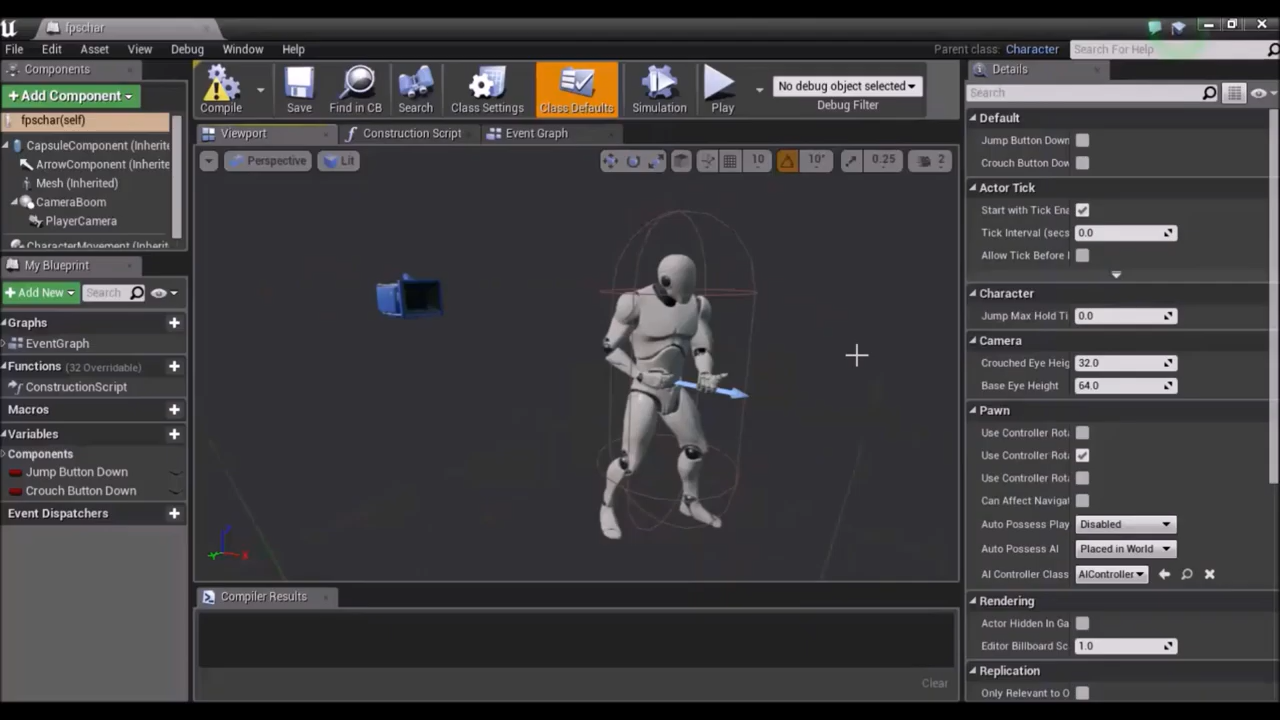 fpschar
File Edit Asset View Debug Window Help
Parent class: Character
Search For Help
Components
+Add Component
fpschar(self)
CapsuleComponent (Inherite
ArrowComponent (Inherite
Mesh (Inherited)
CameraBoom
PlayerCamera
CharacterMovement (Inherit
My Blueprint
+Add New
Search
Graphs
EventGraph
Functions (32 Overridable)
ConstructionScript
Macros
Variables
Components
Jump Button Down
Crouch Button Down
Event Dispatchers
Compile
Save
Find in CB
Search
Class Settings
Class Defaults
Simulation
Play
No debug object selected
Debug Filter
Viewport
Construction Script
Event Graph
Perspective
Lit
10
10°
0.25
2
Compiler Results
Clear
Details
Search
Default
Jump Button Down
Crouch Button Dow
Actor Tick
Start with Tick Ena
Tick Interval (secs 0.0
Allow Tick Before
Character
Jump Max Hold Ti 0.0
Camera
Crouched Eye Heig 32.0
Base Eye Height 64.0
Pawn
Use Controller Rota
Use Controller Rota
Use Controller Rota
Can Affect Navigat
Auto Possess Play Disabled
Auto Possess AI Placed in World
AI Controller Class AIController
Rendering
Actor Hidden In Ga
Editor Billboard Sc 1.0
Replication
Only Relevant to O